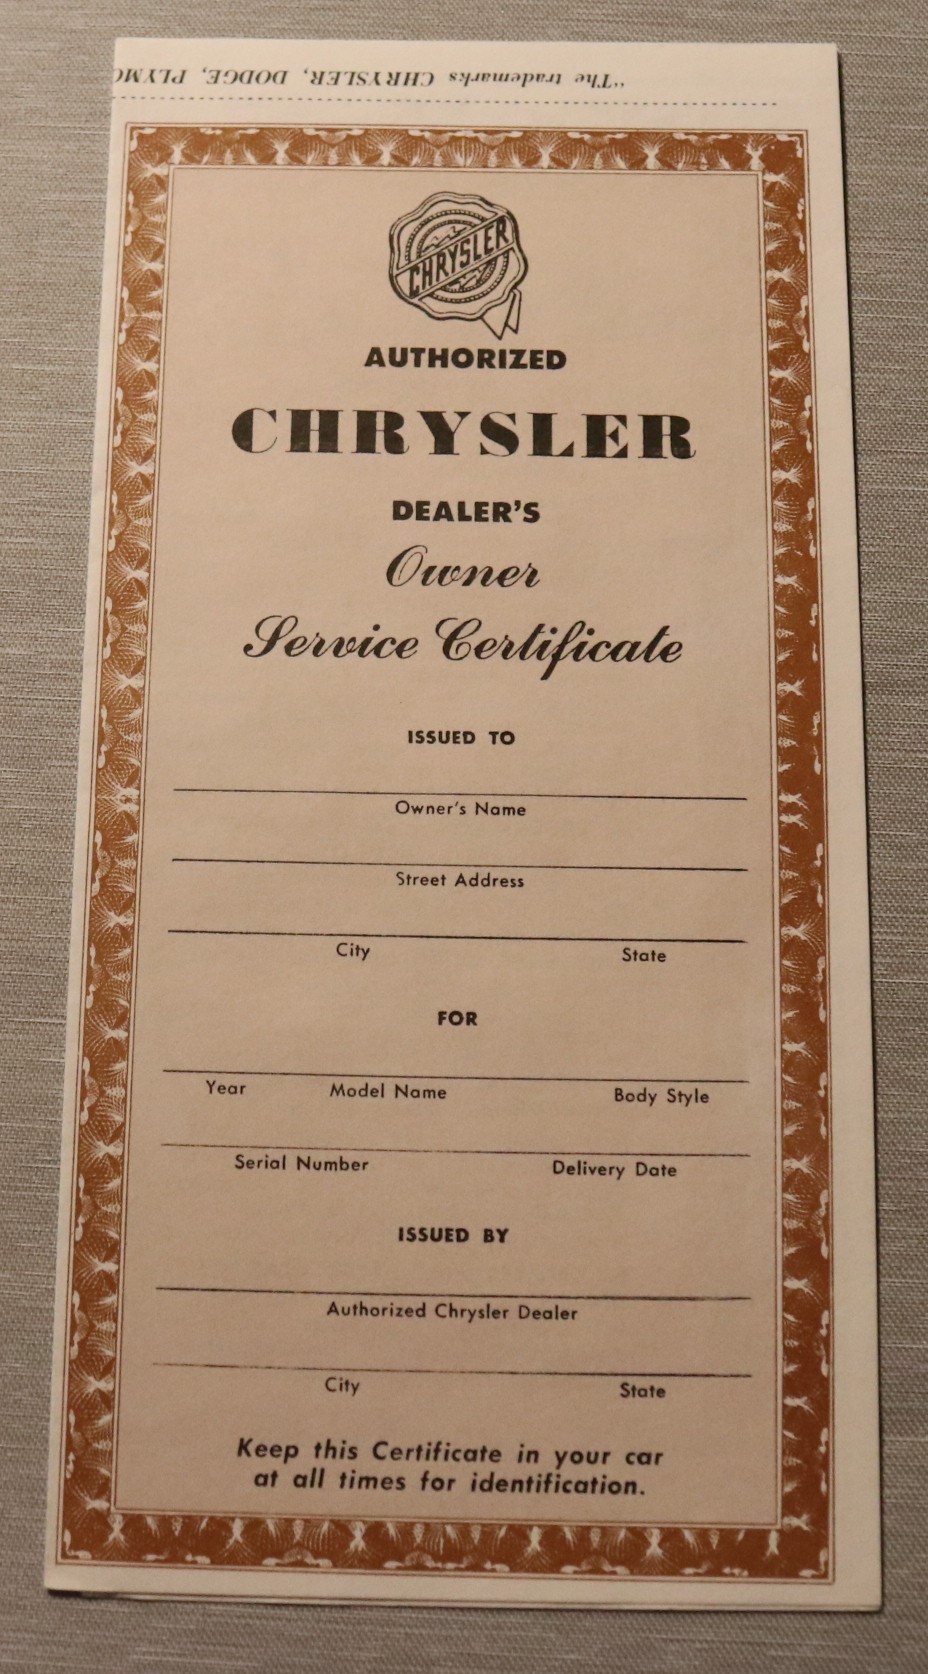 "The trademarks CHRYSLER, DODGE, PLYMO
CHRYSLER
AUTHORIZED
CHRYSLER
DEALER'S
Owner
Service Certificate
ISSUED TO
Owner's Name
Street Address
City State
FOR
Year Model Name Body Style
Serial Number Delivery Date
ISSUED BY
Authorized Chrysler Dealer
City State
Keep this Certificate in your car
at all times for identification.